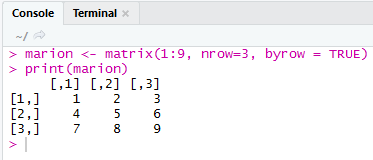 Console Terminal ×
~/
> marion <- matrix(1:9, nrow=3, byrow = TRUE)
> print(marion)
     [,1] [,2] [,3]
[1,]    1    2    3
[2,]    4    5    6
[3,]    7    8    9
>